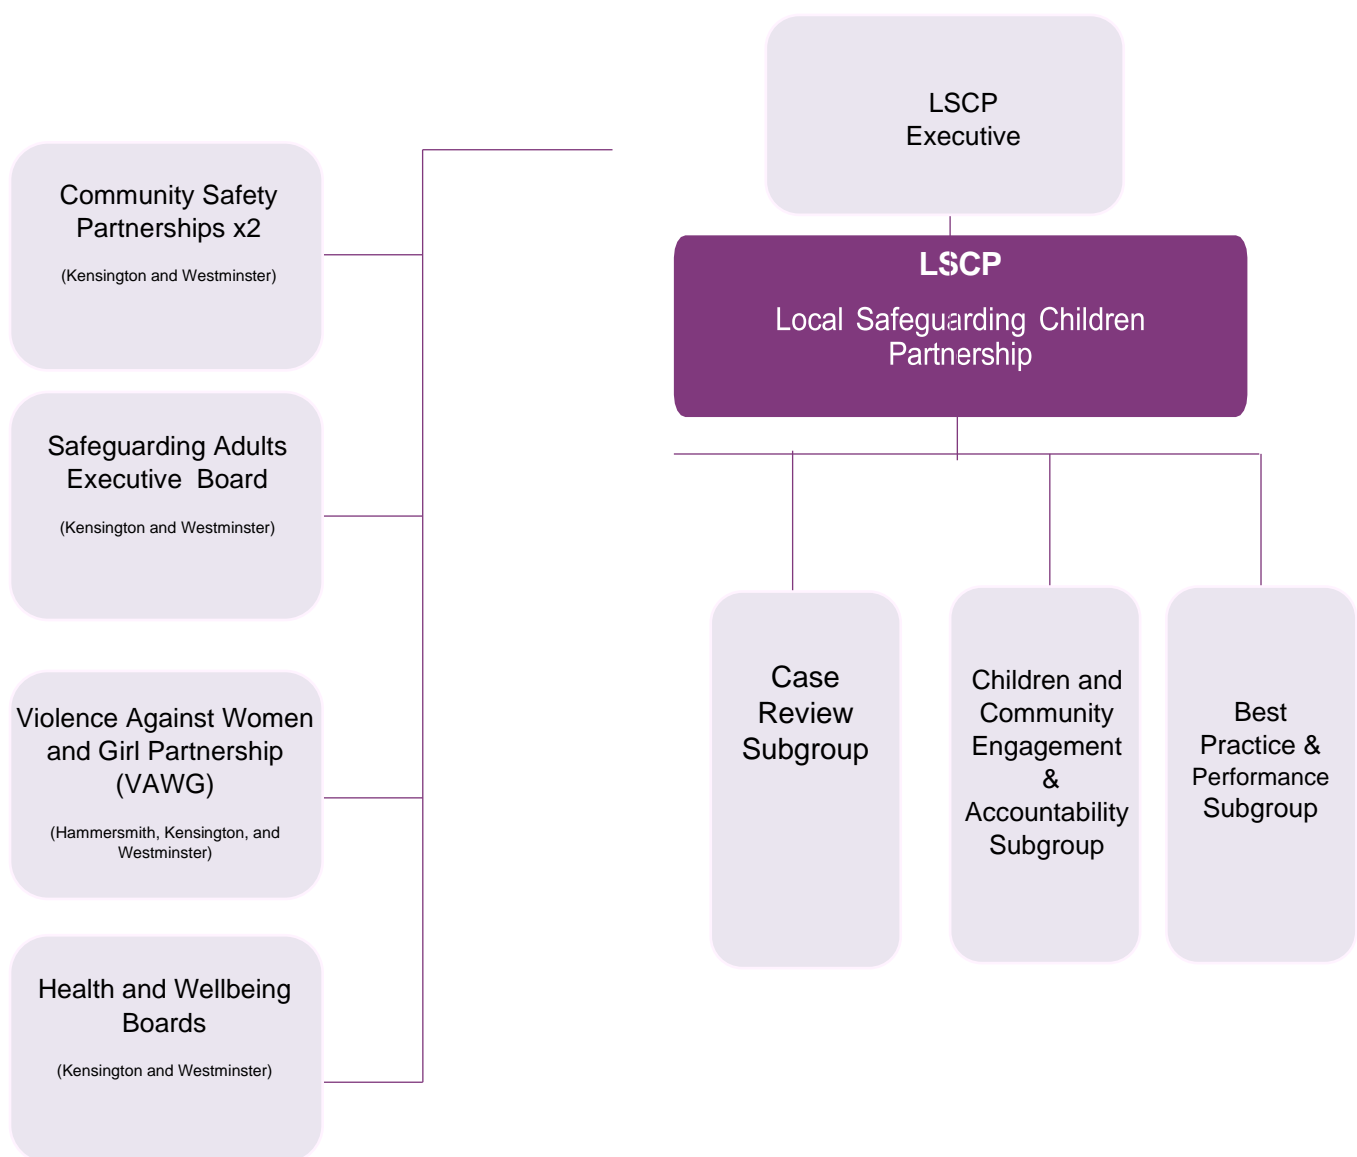 LSCP
Executive
Community Safety
Partnerships x2
(Kensington and Westminster)
LSCP
Local Safeguarding Children
Partnership
Safeguarding Adults
Executive Board
(Kensington and Westminster)
Violence Against Women
and Girl Partnership
(VAWG)
(Hammersmith, Kensington, and
Westminster)
Health and Wellbeing
Boards
(Kensington and Westminster)
Case
Review
Subgroup
Children and
Community
Engagement
&
Accountability
Subgroup
Best
Practice &
Performance
Subgroup